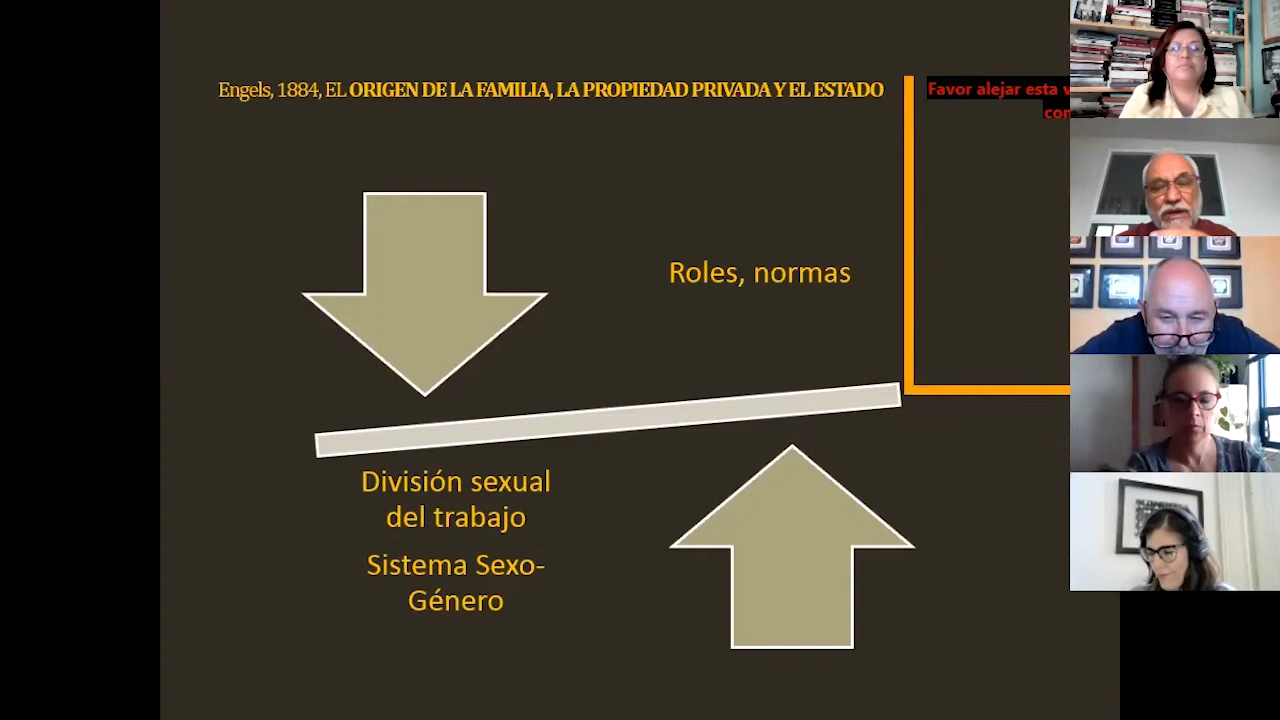 Engels, 1884, EL ORIGEN DE LA FAMILIA, LA PROPIEDAD PRIVADA Y EL ESTADO
Favor alejar esta
Roles, normas
División sexual
del trabajo
Sistema Sexo-
Género